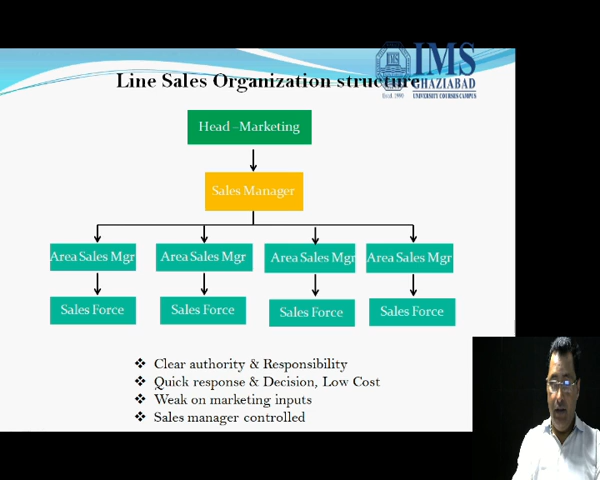 IMS
GHAZIABAD
Estd. 1990
UNIVERSITY COURSES CAMPUS
Line Sales Organization structure
Head –Marketing
Sales Manager
Area Sales Mgr
Area Sales Mgr
Area Sales Mgr
Area Sales Mgr
Sales Force
Sales Force
Sales Force
Sales Force
❖ Clear authority & Responsibility
❖ Quick response & Decision, Low Cost
❖ Weak on marketing inputs
❖ Sales manager controlled